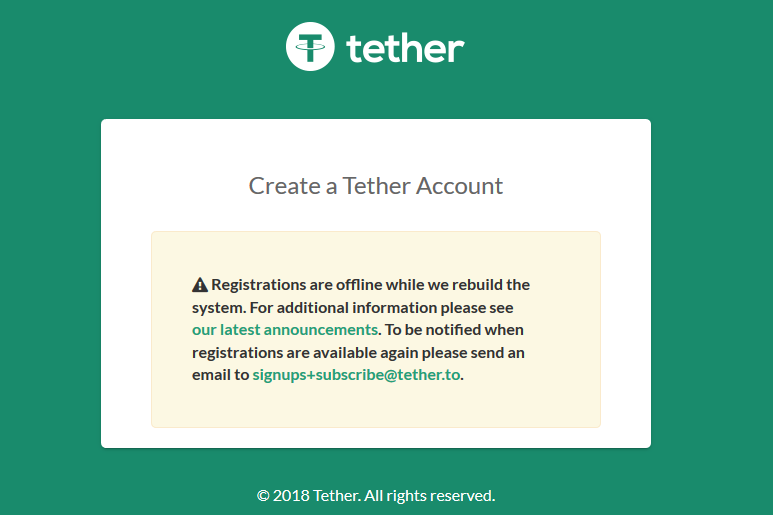 tether
Create a Tether Account
Registrations are offline while we rebuild the
system. For additional information please see
our latest announcements. To be notified when
registrations are available again please send an
email to signups+subscribe@tether.to.
© 2018 Tether. All rights reserved.